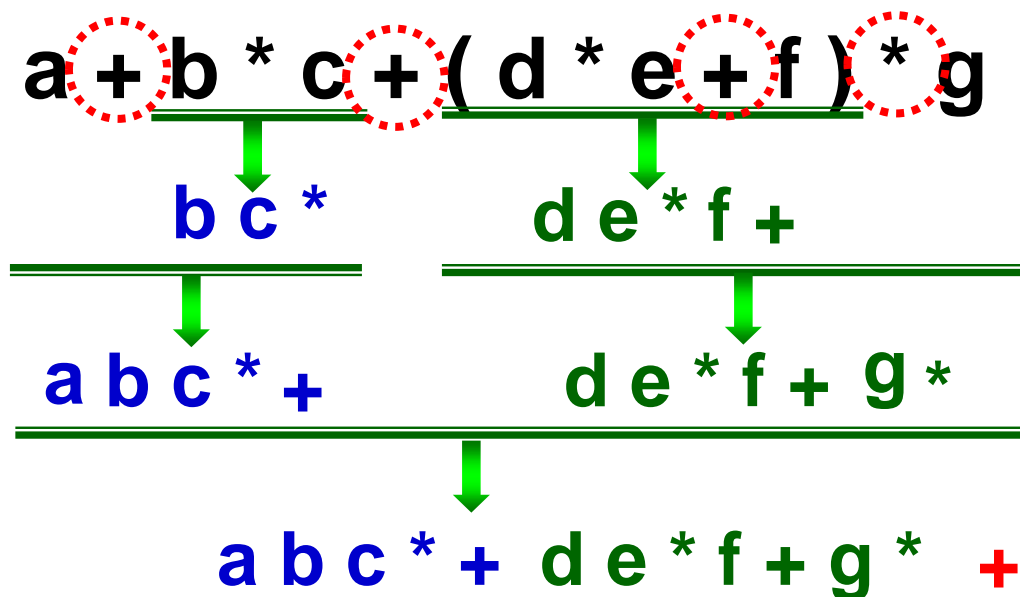 a + b * c + ( d * e + f ) * g
b c * d e * f +
a b c * + d e * f + g *
a b c * + d e * f + g * +